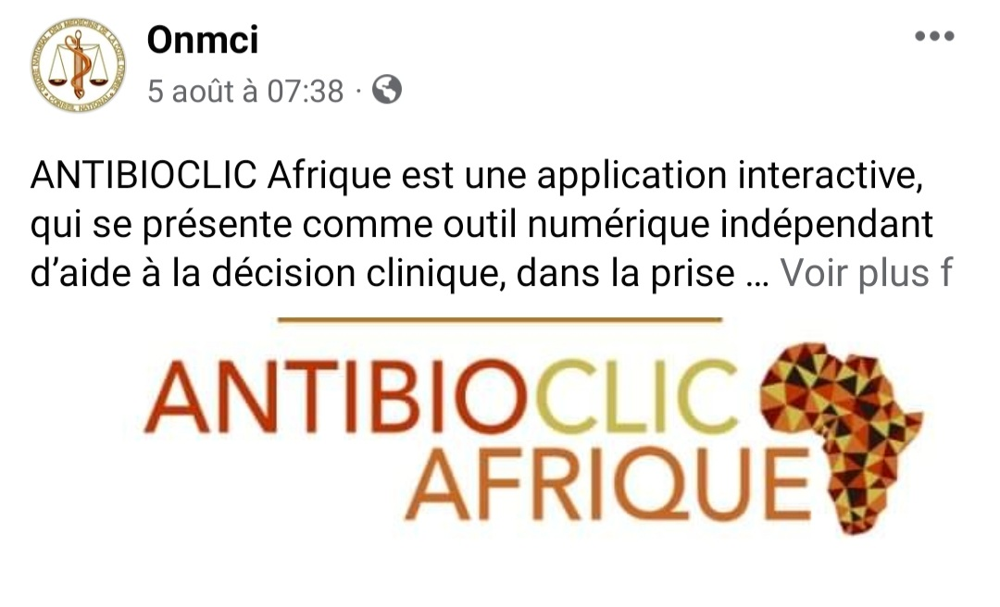 Onmci
5 août à 07:38 ·
ANTIBIOCLIC Afrique est une application interactive,
qui se présente comme outil numérique indépendant
d’aide à la décision clinique, dans la prise ... Voir plus f
ANTIBIOCLIC
AFRIQUE